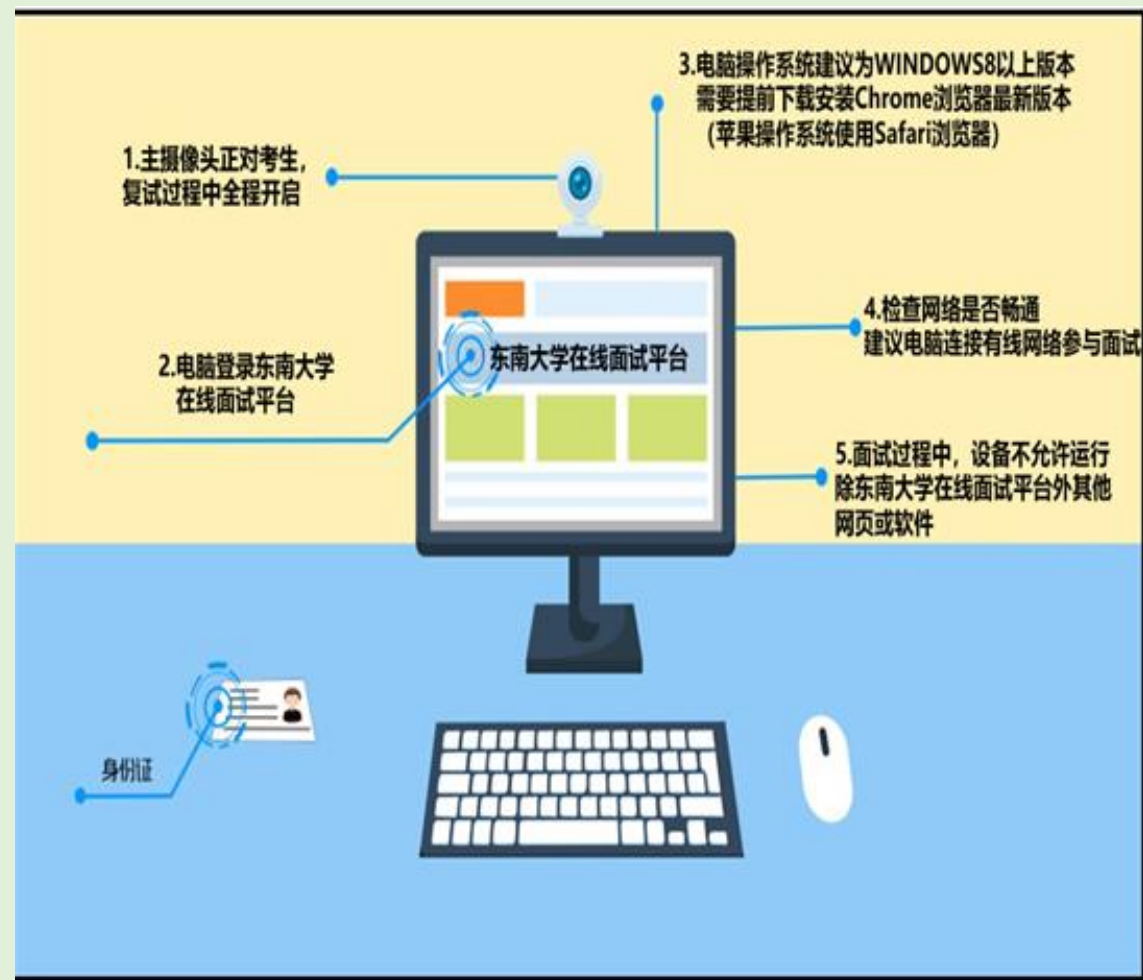 1.主摄像头正对考生，
复试过程中全程开启
2.电脑登录东南大学
在线面试平台
3.电脑操作系统建议为WINDOWS8以上版本
需要提前下载安装Chrome浏览器最新版本
（苹果操作系统使用Safari浏览器）
东南大学在线面试平台
4.检查网络是否畅通
建议电脑连接有线网络参与面试
5.面试过程中，设备不允许运行
除东南大学在线面试平台外其他
网页或软件
身份证